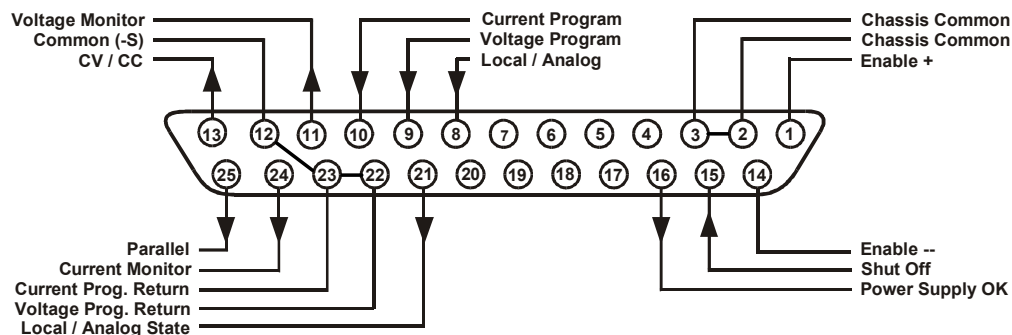 Voltage Monitor
Common (-S)
CV / CC
Current Program
Voltage Program
Local / Analog
Chassis Common
Chassis Common
Enable +
13 12 11 10 9 8 7 6 5 4 3 2 1
25 24 23 22 21 20 19 18 17 16 15 14
Parallel
Current Monitor
Current Prog. Return
Voltage Prog. Return
Local / Analog State
Enable --
Shut Off
Power Supply OK